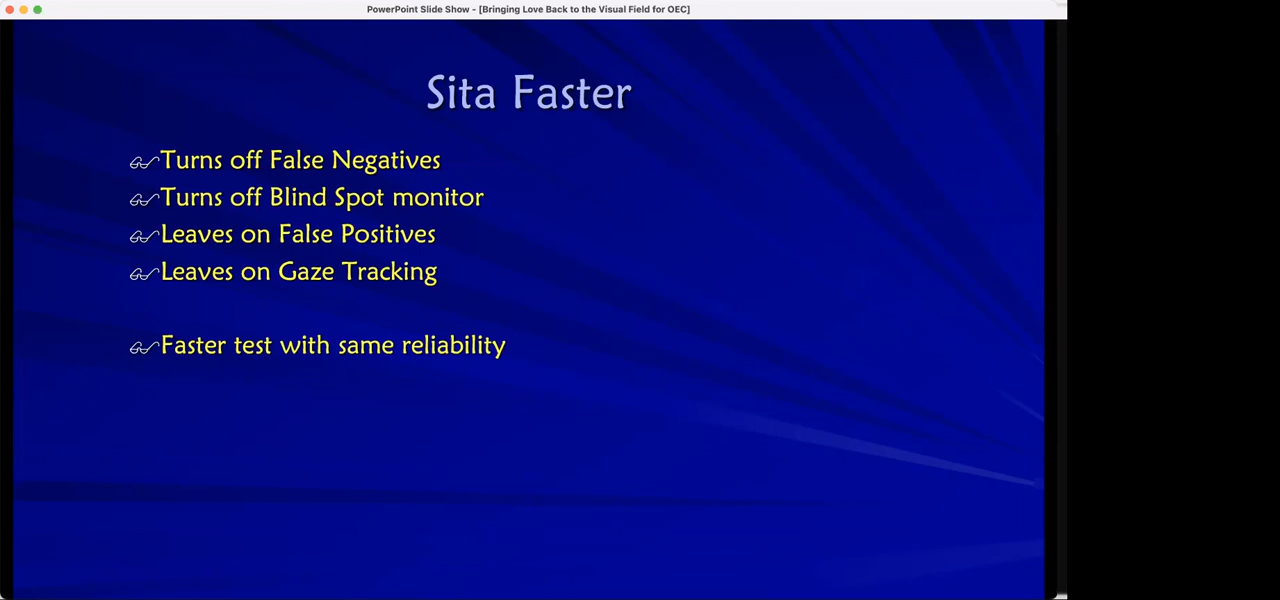 PowerPoint Slide Show - [Bringing Love Back to the Visual Field for OEC]
Sita Faster
Turns off False Negatives
Turns off Blind Spot monitor
Leaves on False Positives
Leaves on Gaze Tracking
Faster test with same reliability